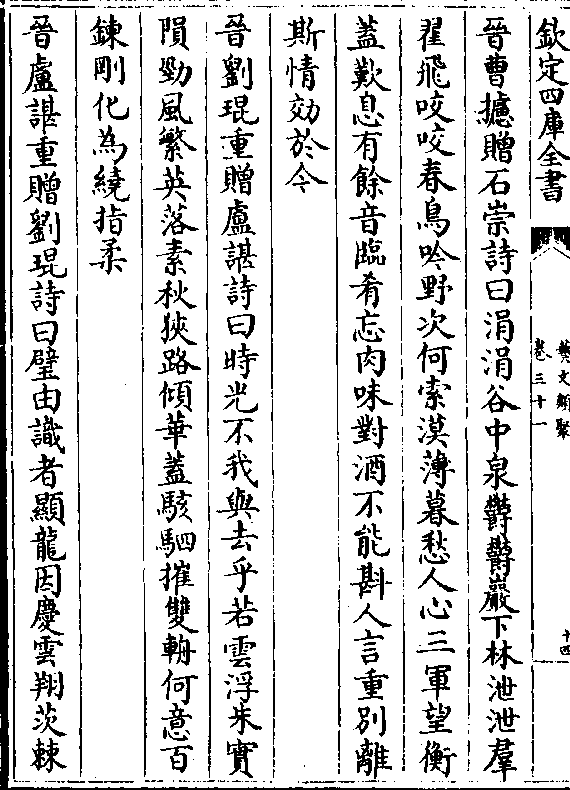 欽定四庫全書
藝文類聚
卷三十一
十四
晉曹攄贈石崇詩曰涓涓谷中泉鬱鬱巖下林泄泄羣
翟飛咬咬春鳥吟野次何索漠薄暮愁人心三軍望衡
蓋歎息有餘音臨肴忘肉味對酒不能斟人言重別離
斯情効於今
晉劉琨重贈盧諶詩曰時光不我與去乎若雲浮朱實
隕勁風繁英落素秋狹路傾華蓋駭駟摧雙輈何意百
鍊剛化為繞指柔
晉盧諶重贈劉琨詩曰璧由識者顯龍因慶雲翔茨棘